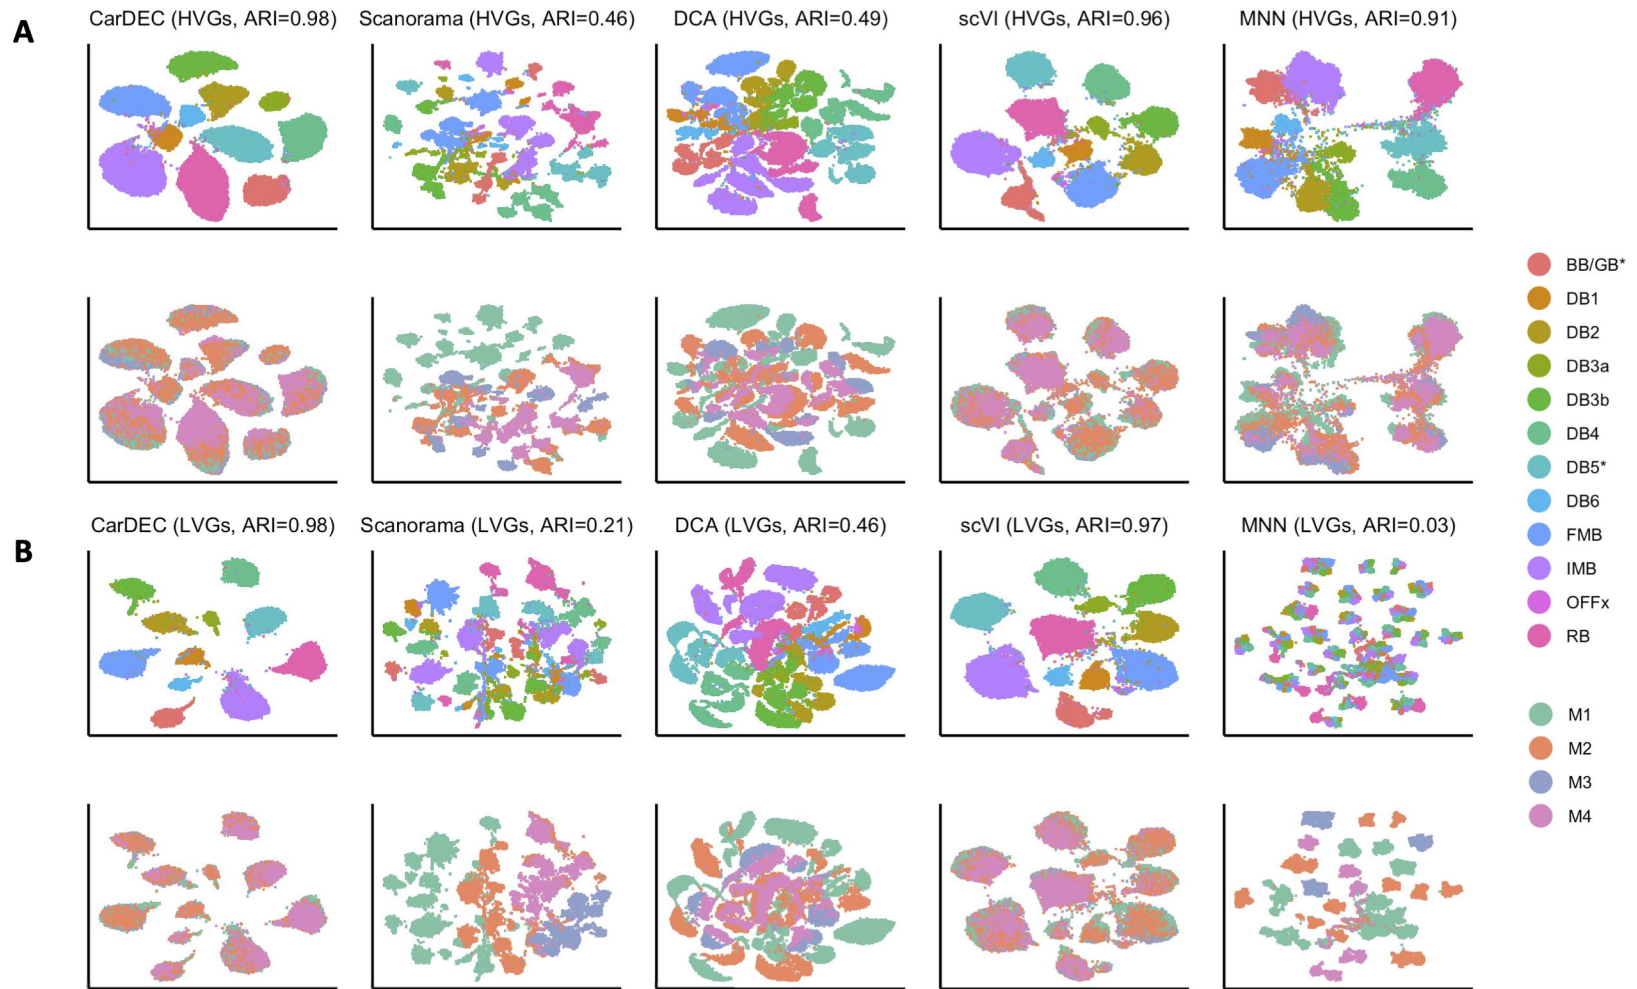 A
CarDEC (HVGs, ARI=0.98)
Scanorama (HVGs, ARI=0.46)
DCA (HVGs, ARI=0.49)
scVI (HVGs, ARI=0.96)
MNN (HVGs, ARI=0.91)
B
CarDEC (LVGs, ARI=0.98)
Scanorama (LVGs, ARI=0.21)
DCA (LVGs, ARI=0.46)
scVI (LVGs, ARI=0.97)
MNN (LVGs, ARI=0.03)
BB/GB*
DB1
DB2
DB3a
DB3b
DB4
DB5*
DB6
FMB
IMB
OFFx
RB
M1
M2
M3
M4